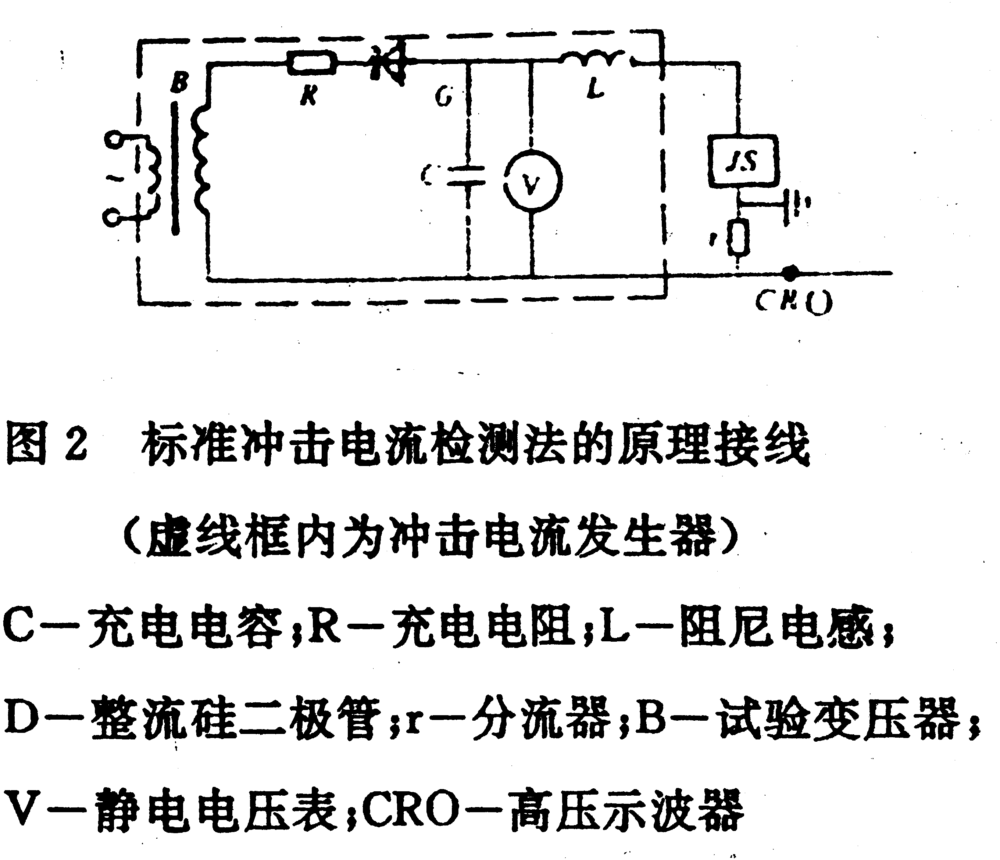 B
R
G
L
~
C
V
JS
r
CRO
图2 标准冲击电流检测法的原理接线
(虚线框内为冲击电流发生器)
C—充电电容;R—充电电阻;L—阻尼电感;
D—整流硅二极管;r—分流器;B—试验变压器;
V—静电电压表;CRO—高压示波器